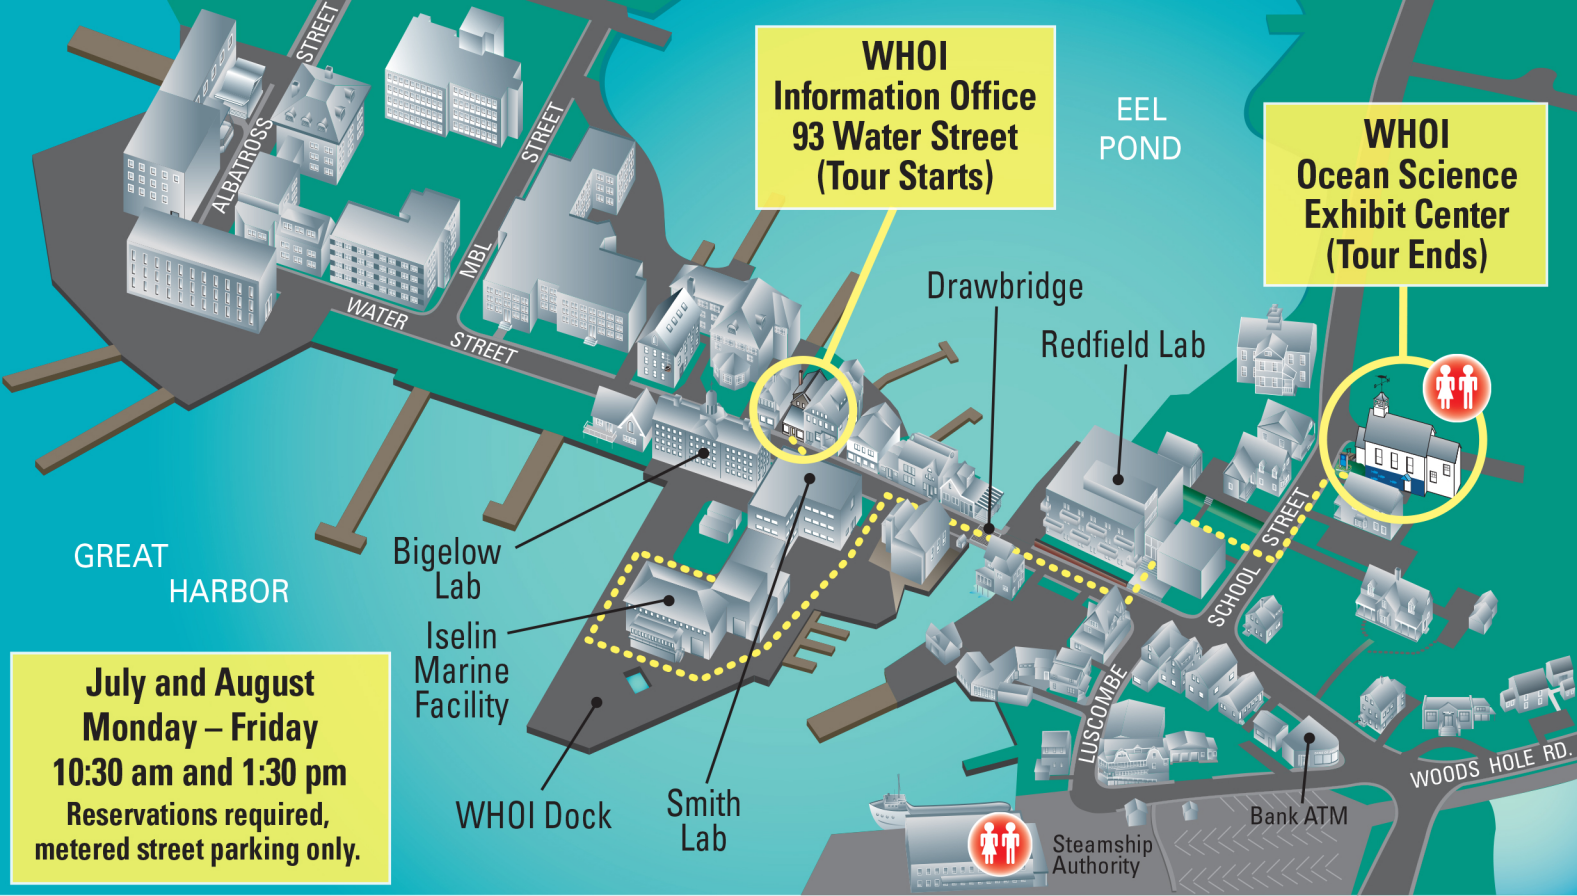 WHOI
Information Office
93 Water Street
(Tour Starts)
EEL
POND
WHOI
Ocean Science
Exhibit Center
(Tour Ends)
STREET
ALBATROSS
STREET
MBL
WATER
STREET
Drawbridge
Redfield Lab
GREAT
HARBOR
Bigelow
Lab
Iselin
Marine
Facility
STREET
SCHOOL
LUSCOMBE
WOODS HOLE RD.
July and August
Monday – Friday
10:30 am and 1:30 pm
Reservations required,
metered street parking only.
WHOI Dock
Smith
Lab
Bank ATM
Steamship
Authority